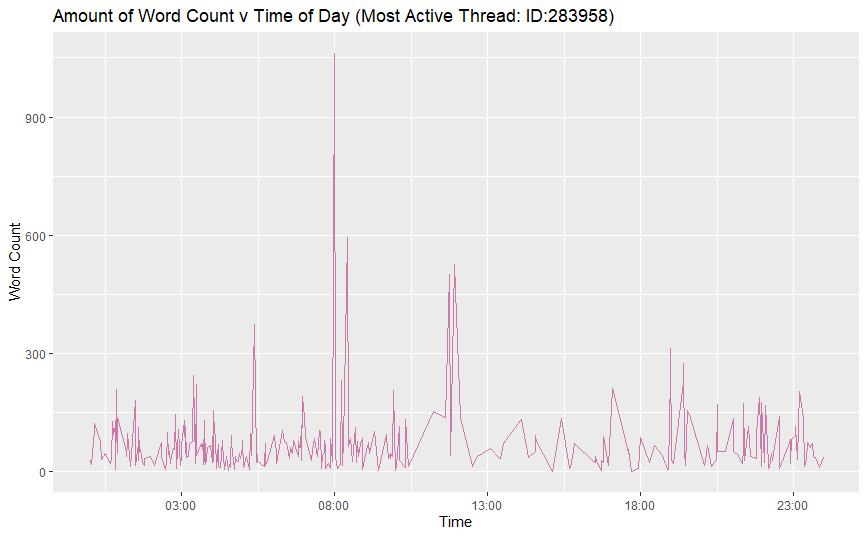 Amount of Word Count v Time of Day (Most Active Thread: ID:283958)
900
600
300
0
Word Count
03:00 08:00 13:00 18:00 23:00
Time